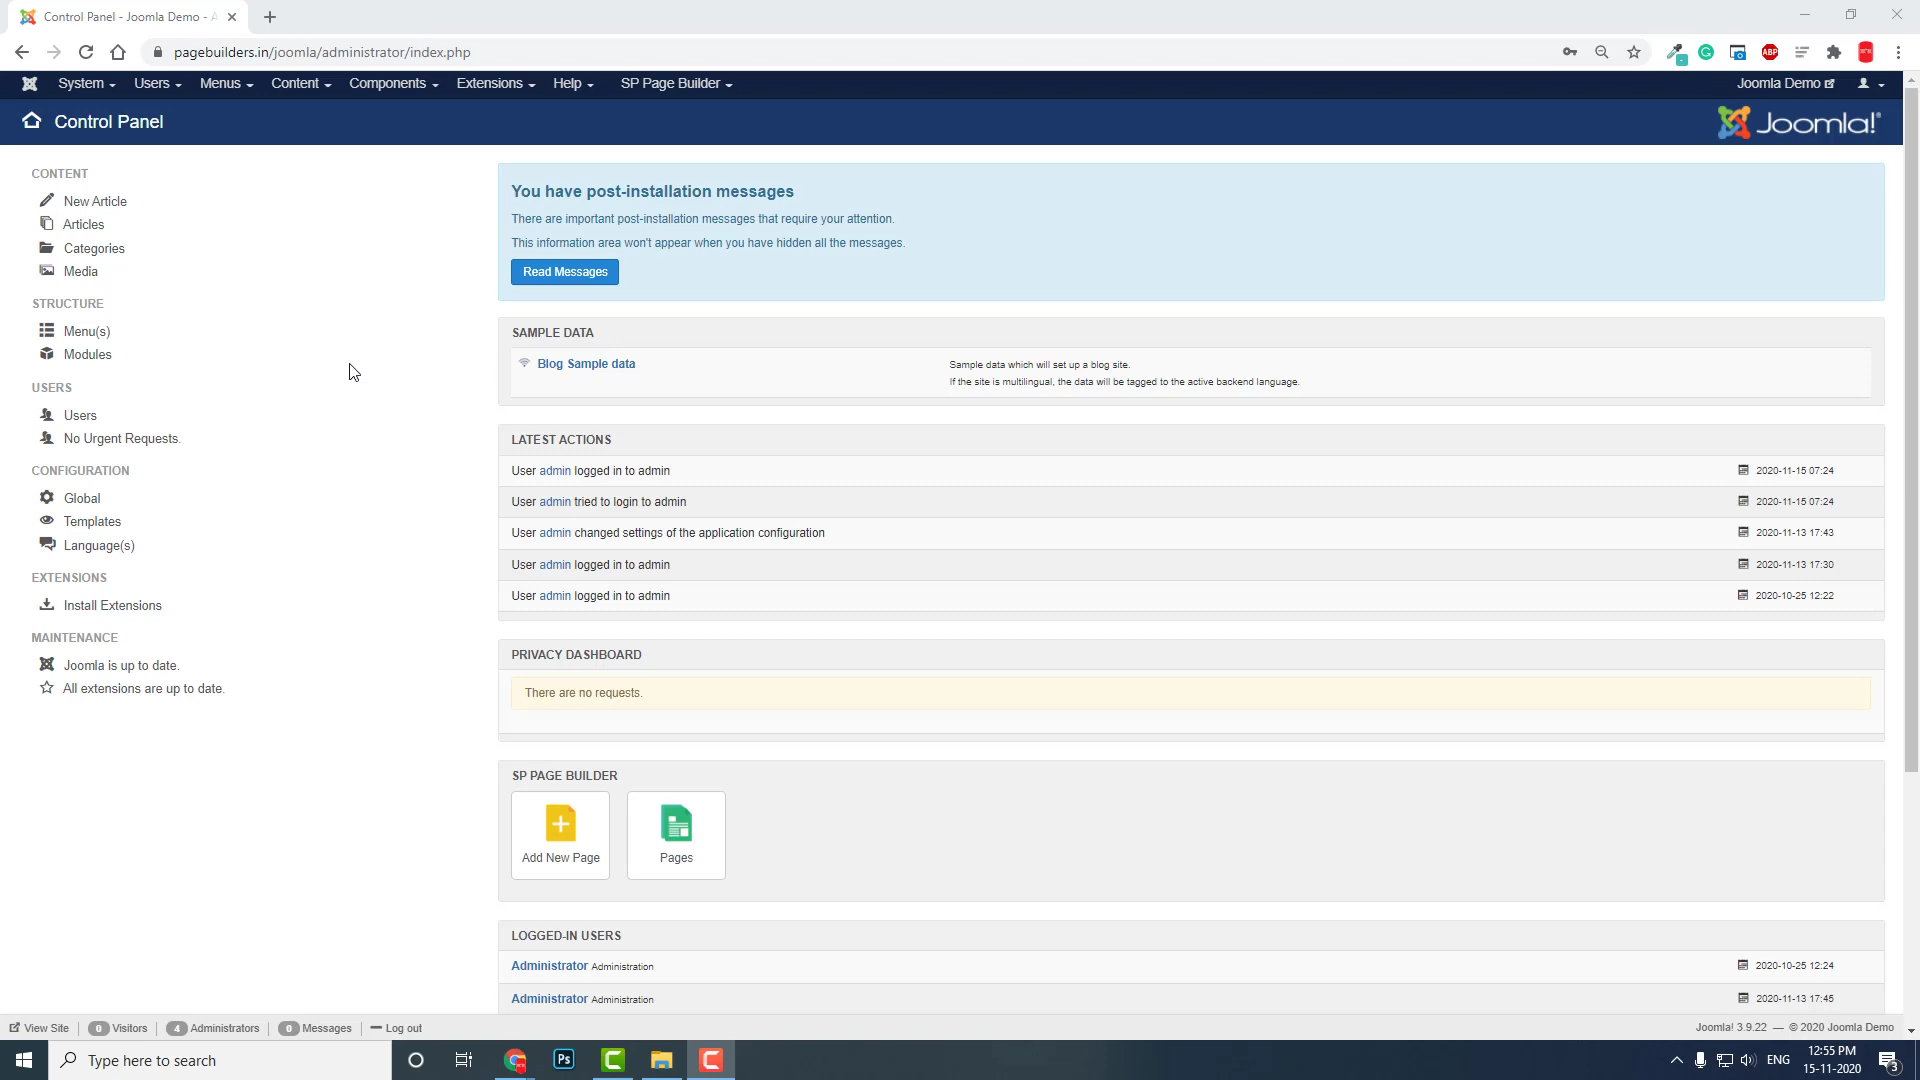 Control Panel - Joomla Demo - A
pagebuilders.in/joomla/administrator/index.php
ABP
System Users Menus Content Components Extensions Help SP Page Builder
Joomla Demo
Control Panel
Joomla!
CONTENT
New Article
Articles
Categories
Media
STRUCTURE
Menu(s)
Modules
USERS
Users
No Urgent Requests.
CONFIGURATION
Global
Templates
Language(s)
EXTENSIONS
Install Extensions
MAINTENANCE
Joomla is up to date.
All extensions are up to date.
You have post-installation messages
There are important post-installation messages that require your attention.
This information area won't appear when you have hidden all the messages.
Read Messages
SAMPLE DATA
Blog Sample data
Sample data which will set up a blog site.
If the site is multilingual, the data will be tagged to the active backend language.
LATEST ACTIONS
User admin logged in to admin 2020-11-15 07:24
User admin tried to login to admin 2020-11-15 07:24
User admin changed settings of the application configuration 2020-11-13 17:43
User admin logged in to admin 2020-11-13 17:30
User admin logged in to admin 2020-10-25 12:22
PRIVACY DASHBOARD
There are no requests.
SP PAGE BUILDER
Add New Page
Pages
LOGGED-IN USERS
Administrator Administration 2020-10-25 12:24
Administrator Administration 2020-11-13 17:45
View Site 0 Visitors 4 Administrators 0 Messages Log out
Joomla! 3.9.22 — © 2020 Joomla Demo
Type here to search
Ps
ENG
12:55 PM
15-11-2020
3